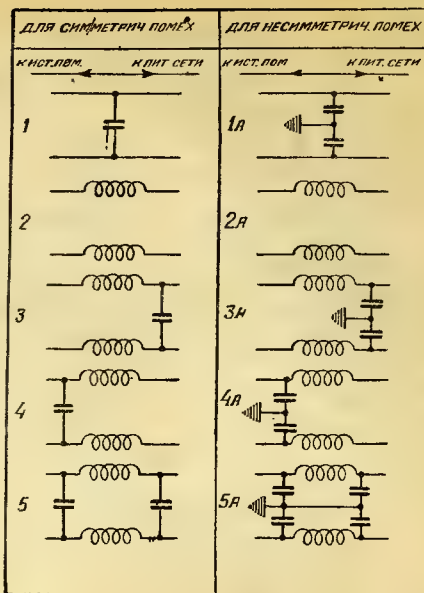 ДЛЯ СИММЕТРИЧ. ПОМЕХ
ДЛЯ НЕСИММЕТРИЧ. ПОМЕХ
К ИСТ. ПОМ.
К ПИТ. СЕТИ
К ИСТ. ПОМ
К ПИТ. СЕТИ
1
1А
2
2А
3
3А
4
4А
5
5А